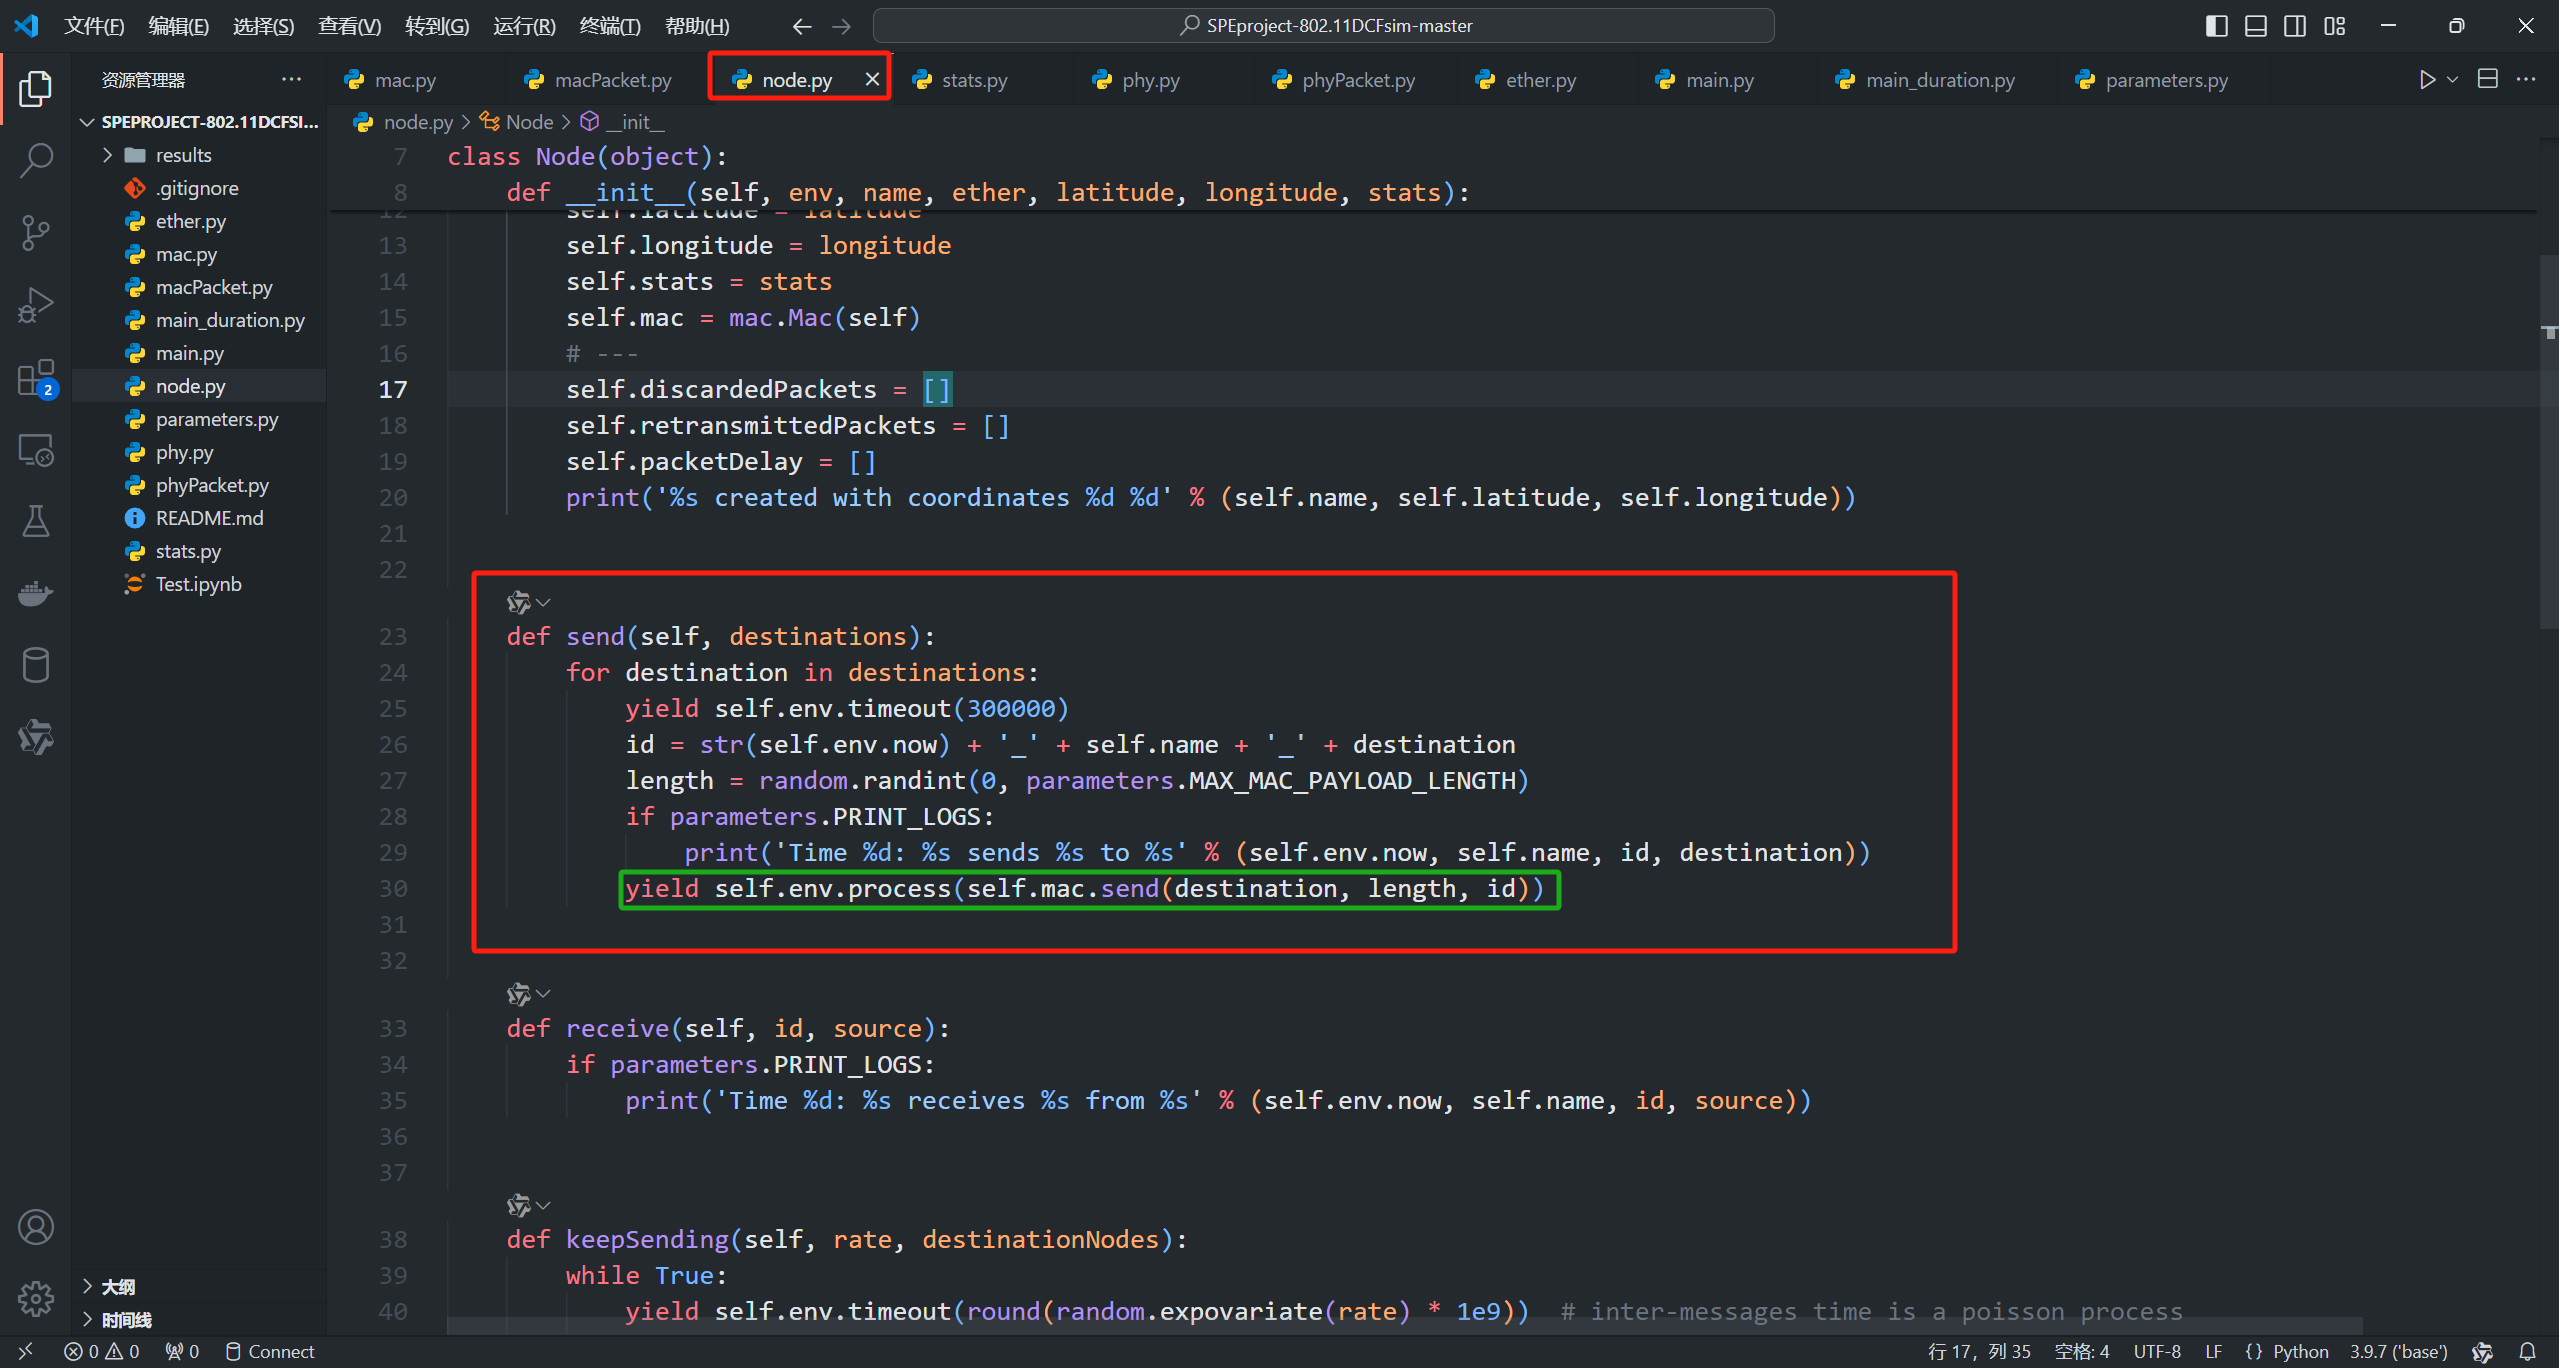 文件(F) 编辑(E) 选择(S) 查看(V) 转到(G) 运行(R) 终端(T) 帮助(H) SPEproject-802.11DCFsim-master
资源管理器 ···
SPEPROJECT-802.11DCFSI...
results
.gitignore
ether.py
mac.py
macPacket.py
main_duration.py
main.py
node.py
parameters.py
phy.py
phyPacket.py
README.md
stats.py
Test.ipynb
大纲
时间线
2
mac.py macPacket.py node.py stats.py phy.py phyPacket.py ether.py main.py main_duration.py parameters.py
node.py > Node > __init__
7 class Node(object):
8 def __init__(self, env, name, ether, latitude, longitude, stats):
12 self.latitude = latitude
13 self.longitude = longitude
14 self.stats = stats
15 self.mac = mac.Mac(self)
16 # ---
17 self.discardedPackets = []
18 self.retransmittedPackets = []
19 self.packetDelay = []
20 print('%s created with coordinates %d %d' % (self.name, self.latitude, self.longitude))
21
22
23 def send(self, destinations):
24 for destination in destinations:
25 yield self.env.timeout(300000)
26 id = str(self.env.now) + '_' + self.name + '_' + destination
27 length = random.randint(0, parameters.MAX_MAC_PAYLOAD_LENGTH)
28 if parameters.PRINT_LOGS:
29 print('Time %d: %s sends %s to %s' % (self.env.now, self.name, id, destination))
30 yield self.env.process(self.mac.send(destination, length, id))
31
32
33 def receive(self, id, source):
34 if parameters.PRINT_LOGS:
35 print('Time %d: %s receives %s from %s' % (self.env.now, self.name, id, source))
36
37
38 def keepSending(self, rate, destinationNodes):
39 while True:
40 yield self.env.timeout(round(random.expovariate(rate) * 1e9)) # inter-messages time is a poisson process
0 0 0 Connect 行 17，列 35 空格: 4 UTF-8 LF {} Python 3.9.7 ('base')